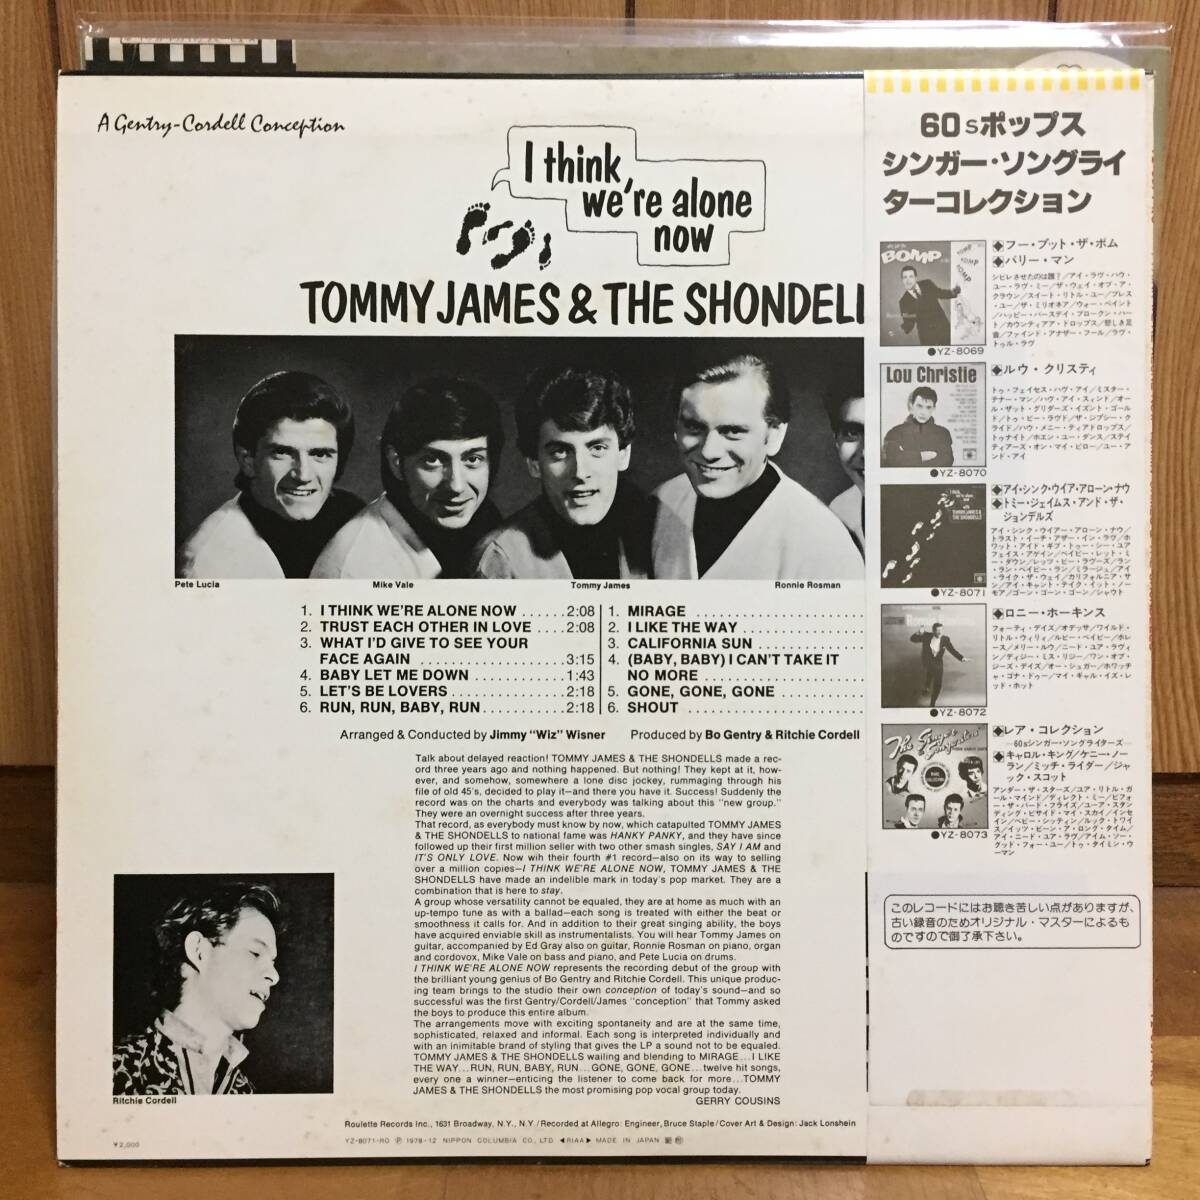 A Gentry-Cordell Conception
I think
we're alone
now
TOMMY JAMES & THE SHONDELL
Pete Lucia
Mike Vale
Tommy James
Ronnie Rosman
1. I THINK WE'RE ALONE NOW ......2:08
2. TRUST EACH OTHER IN LOVE ....2:08
3. WHAT I'D GIVE TO SEE YOUR
FACE AGAIN ..................3:15
4. BABY LET ME DOWN ...........1:43
5. LET'S BE LOVERS..............2:18
6. RUN, RUN, BABY, RUN..........2:18
1. MIRAGE ....................
2. I LIKE THE WAY ..............
3. CALIFORNIA SUN ............
4. (BABY, BABY) I CAN'T TAKE IT
NO MORE ...................
5. GONE, GONE, GONE ..........
6. SHOUT .....................
Arranged & Conducted by Jimmy "Wiz" Wisner
Produced by Bo Gentry & Ritchie Cordell
Talk about delayed reaction! TOMMY JAMES & THE SHONDELLS made a rec-
ord three years ago and nothing happened. But nothing! They kept at it, how-
ever, and somehow, somewhere a lone disc jockey, rummaging through his
file of old 45's, decided to play it—and there you have it. Success! Suddenly the
record was on the charts and everybody was talking about this "new group."
They were an overnight success after three years.
That record, as everybody must know by now, which catapulted TOMMY JAMES
& THE SHONDELLS to national fame was HANKY PANKY, and they have since
followed up their first million seller with two other smash singles, SAY I AM and
IT'S ONLY LOVE. Now wih their fourth #1 record—also on its way to selling
over a million copies—I THINK WE'RE ALONE NOW, TOMMY JAMES & THE
SHONDELLS have made an indelible mark in today's pop market. They are a
combination that is here to stay.
A group whose versatility cannot be equaled, they are at home as much with an
up-tempo tune as with a ballad—each song is treated with either the beat or
smoothness it calls for. And in addition to their great singing ability, the boys
have acquired enviable skill as instrumentalists. You will hear Tommy James on
guitar, accompanied by Ed Gray also on guitar, Ronnie Rosman on piano, organ
and cordovox, Mike Vale on bass and piano, and Pete Lucia on drums.
I THINK WE'RE ALONE NOW represents the recording debut of the group with
the brilliant young genius of Bo Gentry and Ritchie Cordell. This unique produc-
ing team brings to the studio their own conception of today's sound—and so
successful was the first Gentry/Cordell/James "conception" that Tommy asked
the boys to produce this entire album.
The arrangements move with exciting spontaneity and are at the same time,
sophisticated, relaxed and informal. Each song is interpreted individually and
with an inimitable brand of styling that gives the LP a sound not to be equaled.
TOMMY JAMES & THE SHONDELLS wailing and blending to MIRAGE...I LIKE
THE WAY...RUN, RUN, BABY, RUN...GONE, GONE, GONE...twelve hit songs,
every one a winner—enticing the listener to come back for more...TOMMY
JAMES & THE SHONDELLS the most promising pop vocal group today.
GERRY COUSINS
Ritchie Cordell
Roulette Records Inc., 1631 Broadway, N.Y., N.Y./Recorded at Allegro: Engineer, Bruce Staple/Cover Art & Design: Jack Lonshein
¥2,000
YZ-8071-RO Ⓟ 1978·12 NIPPON COLUMBIA CO., LTD. ◀RIAA▶ MADE IN JAPAN
60sポップス
シンガー・ソングライ
ターコレクション
BOMP
◆フー・プット・ザ・ボム
◆バリー・マン
●YZ-8069
Lou Christie
◆ルウ・クリスティ
●YZ-8070
◆アイ・シンク・ウイア・アローン・ナウ
◆トミー・ジェイムス・アンド・ザ・
ションデルズ
●YZ-8071
◆ロニー・ホーキンス
●YZ-8072
◆レア・コレクション
—60sシンガー・ソングライターズ—
◆キャロル・キング/ケニー・ノー
ラン/ミッチ・ライダー/ジャ
ック・スコット
●YZ-8073
このレコードにはお聴き苦しい点がありますが、
古い録音のためオリジナル・マスターによるも
のですので御了承下さい。